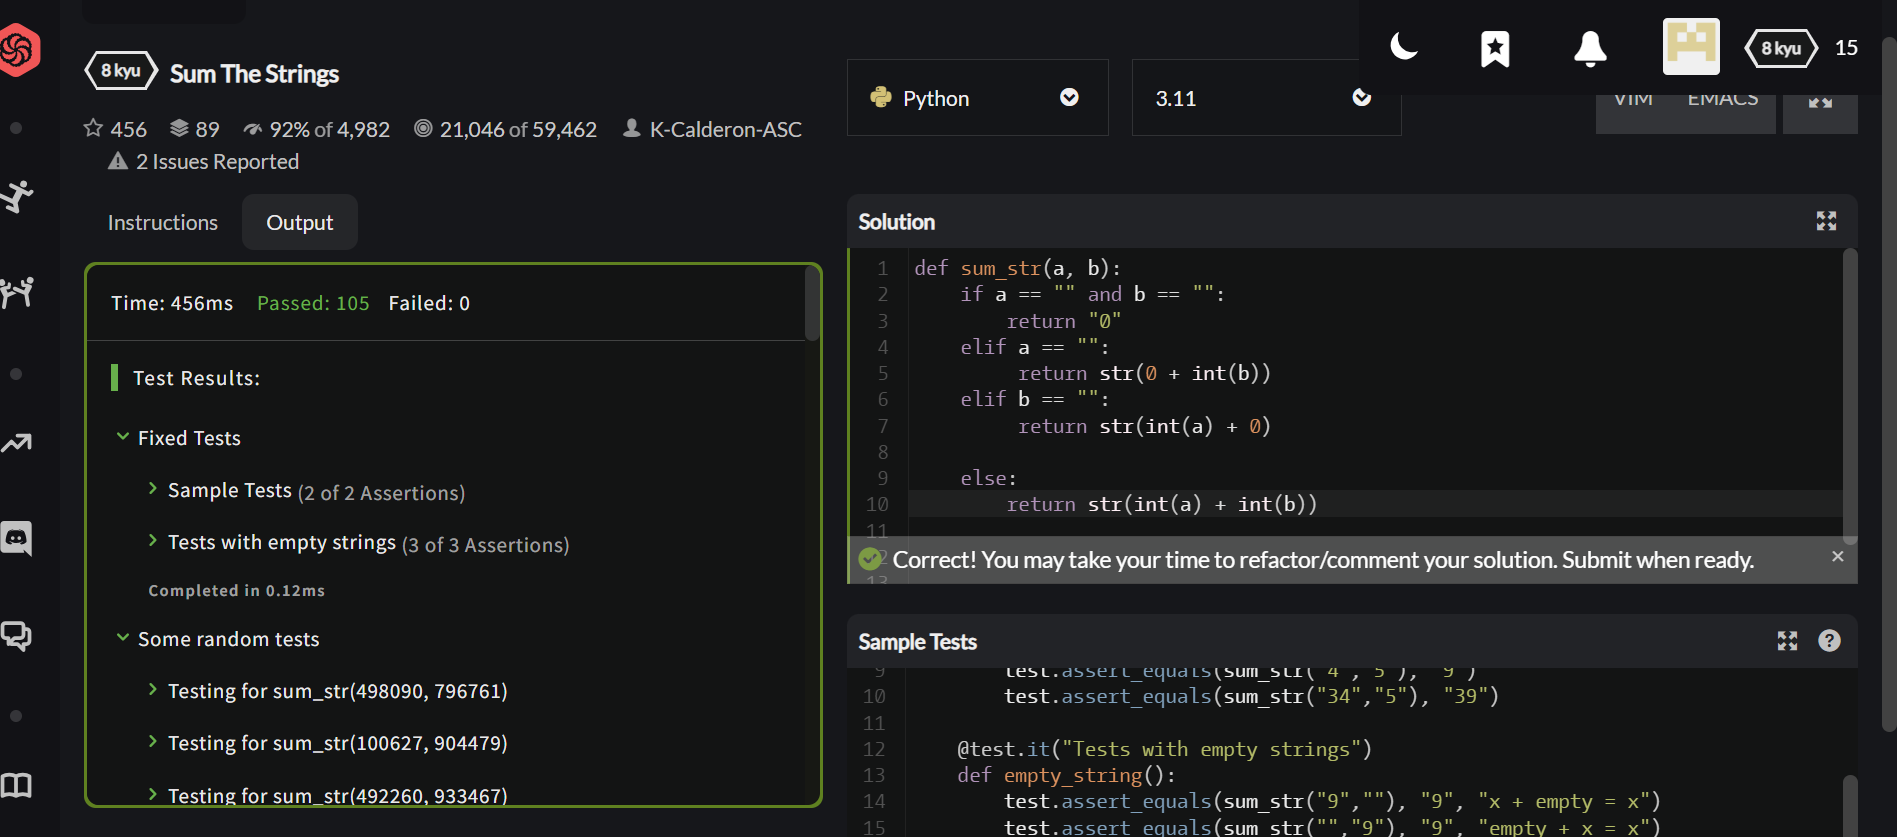 8 kyu
Sum The Strings
456 89 92% of 4,982 21,046 of 59,462 K-Calderon-ASC
2 Issues Reported
Python
3.11
VIM EMACS
8 kyu 15
Instructions Output
Time: 456ms Passed: 105 Failed: 0
Test Results:
Fixed Tests
Sample Tests (2 of 2 Assertions)
Tests with empty strings (3 of 3 Assertions)
Completed in 0.12ms
Some random tests
Testing for sum_str(498090, 796761)
Testing for sum_str(100627, 904479)
Testing for sum_str(492260, 933467)
Solution
1 def sum_str(a, b):
2     if a == "" and b == "":
3         return "0"
4     elif a == "":
5          return str(0 + int(b))
6     elif b == "":
7          return str(int(a) + 0)
8
9     else:
10         return str(int(a) + int(b))
11
Correct! You may take your time to refactor/comment your solution. Submit when ready.
13
Sample Tests
9         test.assert_equals(sum_str("4","5"), "9")
10         test.assert_equals(sum_str("34","5"), "39")
11
12     @test.it("Tests with empty strings")
13     def empty_string():
14         test.assert_equals(sum_str("9",""), "9", "x + empty = x")
15         test.assert_equals(sum_str("","9"), "9", "empty + x = x")